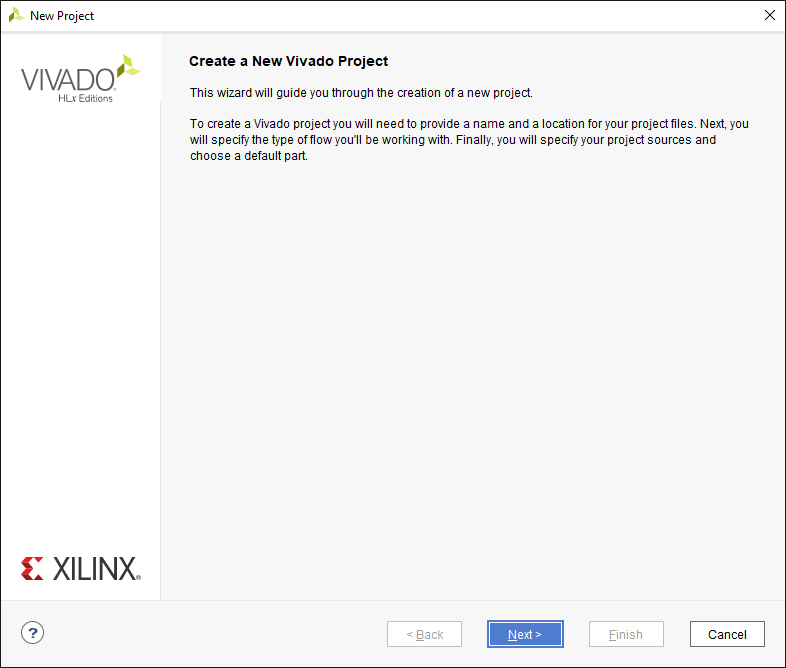 New Project
VIVADO
HLx Editions
Create a New Vivado Project
This wizard will guide you through the creation of a new project.
To create a Vivado project you will need to provide a name and a location for your project files. Next, you
will specify the type of flow you'll be working with. Finally, you will specify your project sources and
choose a default part.
XILINX®
?
< Back
Next >
Finish
Cancel